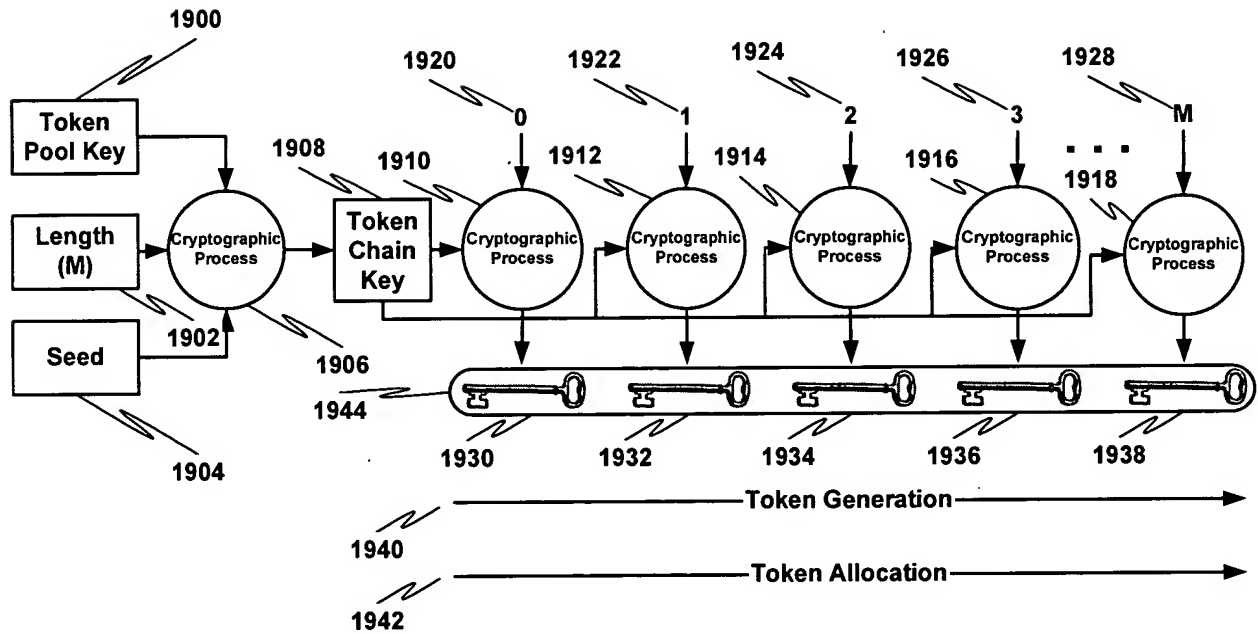 1900
1920
1922
1924
1926
1928
Token
Pool Key
0
1
2
3
M
1908
1910
1912
1914
1916
. . .
1918
Length
(M)
Cryptographic
Process
Token
Chain
Key
Cryptographic
Process
Cryptographic
Process
Cryptographic
Process
Cryptographic
Process
Cryptographic
Process
1902
Seed
1906
1944
1904
1930
1932
1934
1936
1938
Token Generation
1940
Token Allocation
1942